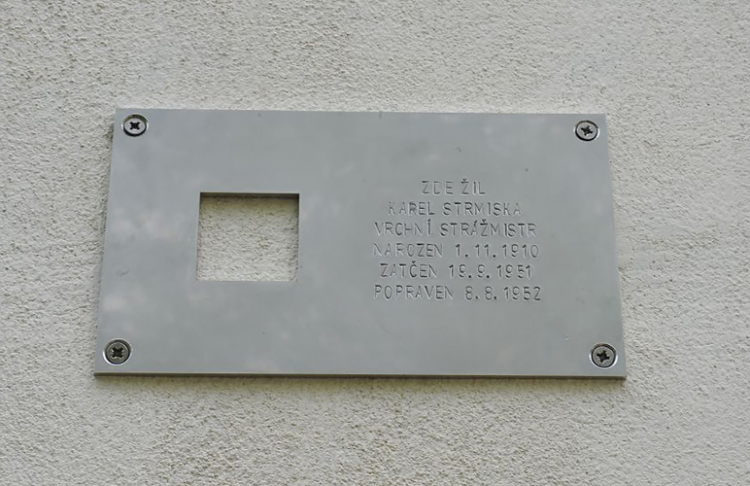 ZDE ŽIL
KAREL STRMISKA
VRCHNÍ STRÁŽMISTR
NAROZEN 1. 11. 1910
ZATČEN 19. 9. 1951
POPRAVEN 8. 8. 1952